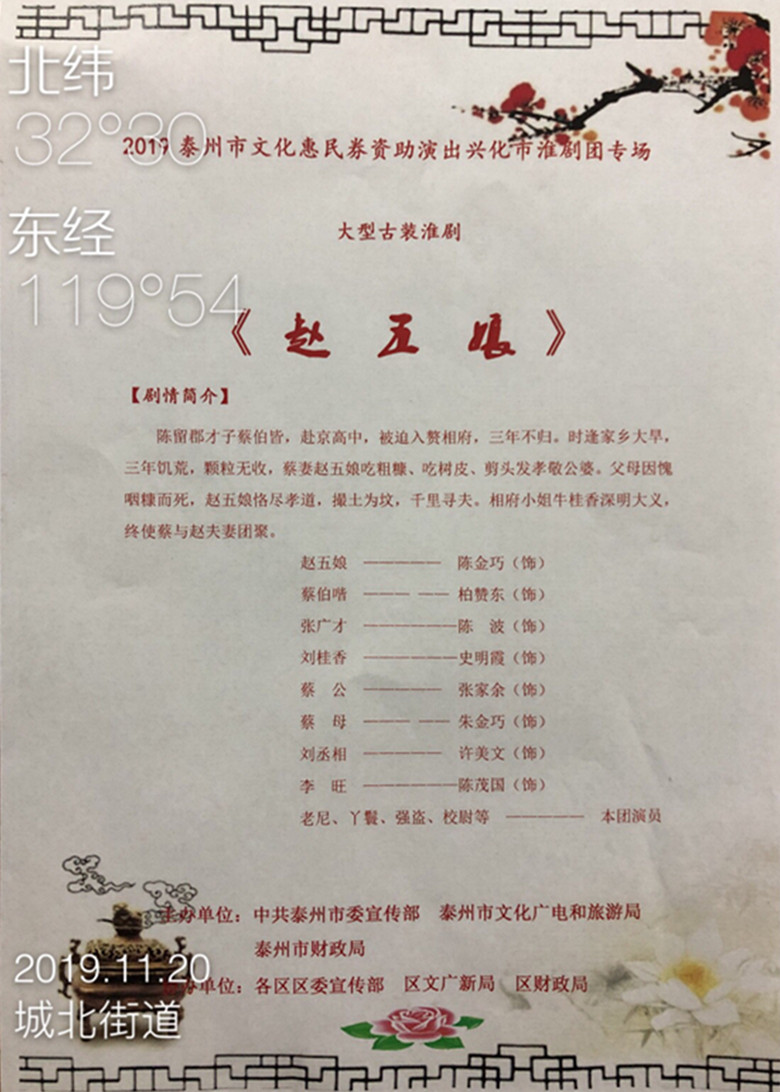 北纬
32°30
2019 泰州市文化惠民券资助演出兴化市淮剧团专场
东经
大型古装淮剧
119°54
《赵五娘》
【剧情简介】
陈留郡才子蔡伯皆，赴京高中，被迫入赘相府，三年不归。时逢家乡大旱，
三年饥荒，颗粒无收，蔡妻赵五娘吃粗糠、吃树皮、剪头发孝敬公婆。父母因愧
咽糠而死，赵五娘恪尽孝道，撮土为坟，千里寻夫。相府小姐牛桂香深明大义，
终使蔡与赵夫妻团聚。
赵五娘 ————— 陈金巧（饰）
蔡伯喈 ——— —— 柏赞东（饰）
张广才 ——————陈 波（饰）
刘桂香 ——————史明霞（饰）
蔡 公 ————— 张家余（饰）
蔡 母 ——— —— 朱金巧（饰）
刘丞相 ————— 许美文（饰）
李 旺 ——————陈茂国（饰）
老尼、丫鬟、强盗、校尉等 ————— 本团演员
主办单位：中共泰州市委宣传部 泰州市文化广电和旅游局
泰州市财政局
2019.11.20
办单位：各区区委宣传部 区文广新局 区财政局
城北街道